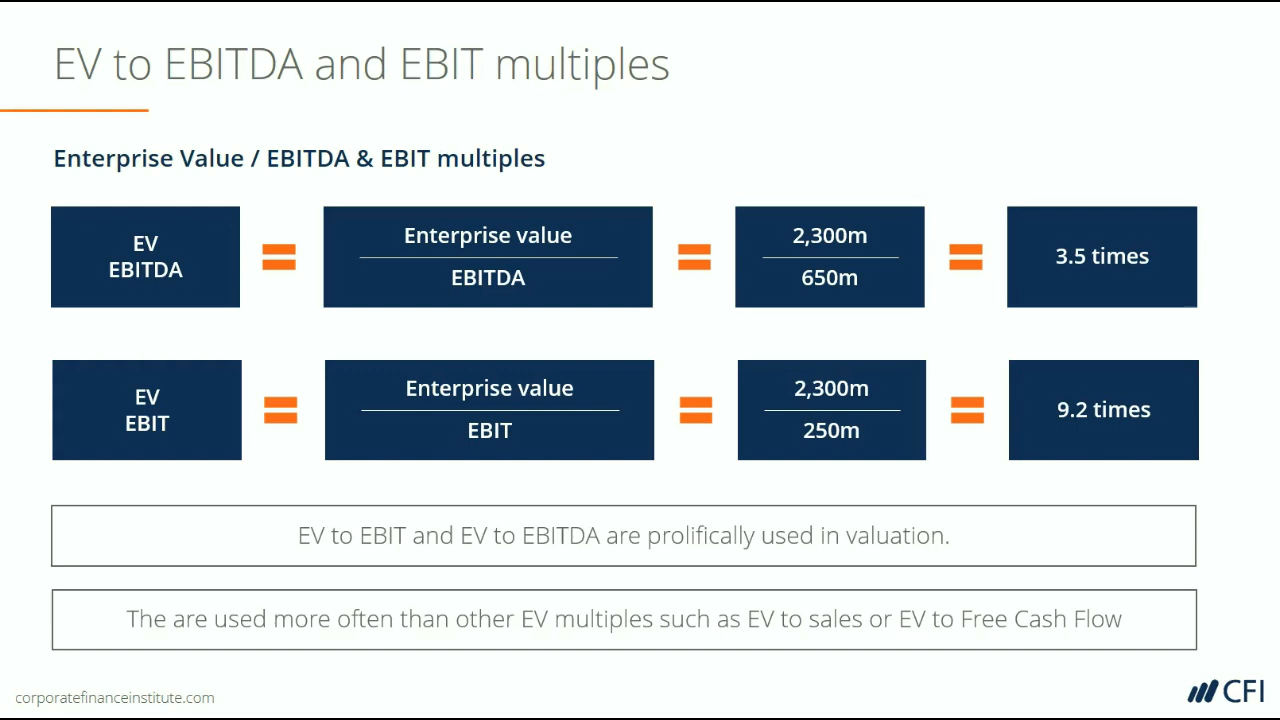 EV to EBITDA and EBIT multiples
Enterprise Value / EBITDA & EBIT multiples
EV
EBITDA
Enterprise value
EBITDA
2,300m
650m
3.5 times
EV
EBIT
Enterprise value
EBIT
2,300m
250m
9.2 times
EV to EBIT and EV to EBITDA are prolifically used in valuation.
The are used more often than other EV multiples such as EV to sales or EV to Free Cash Flow
corporatefinanceinstitute.com
CFI